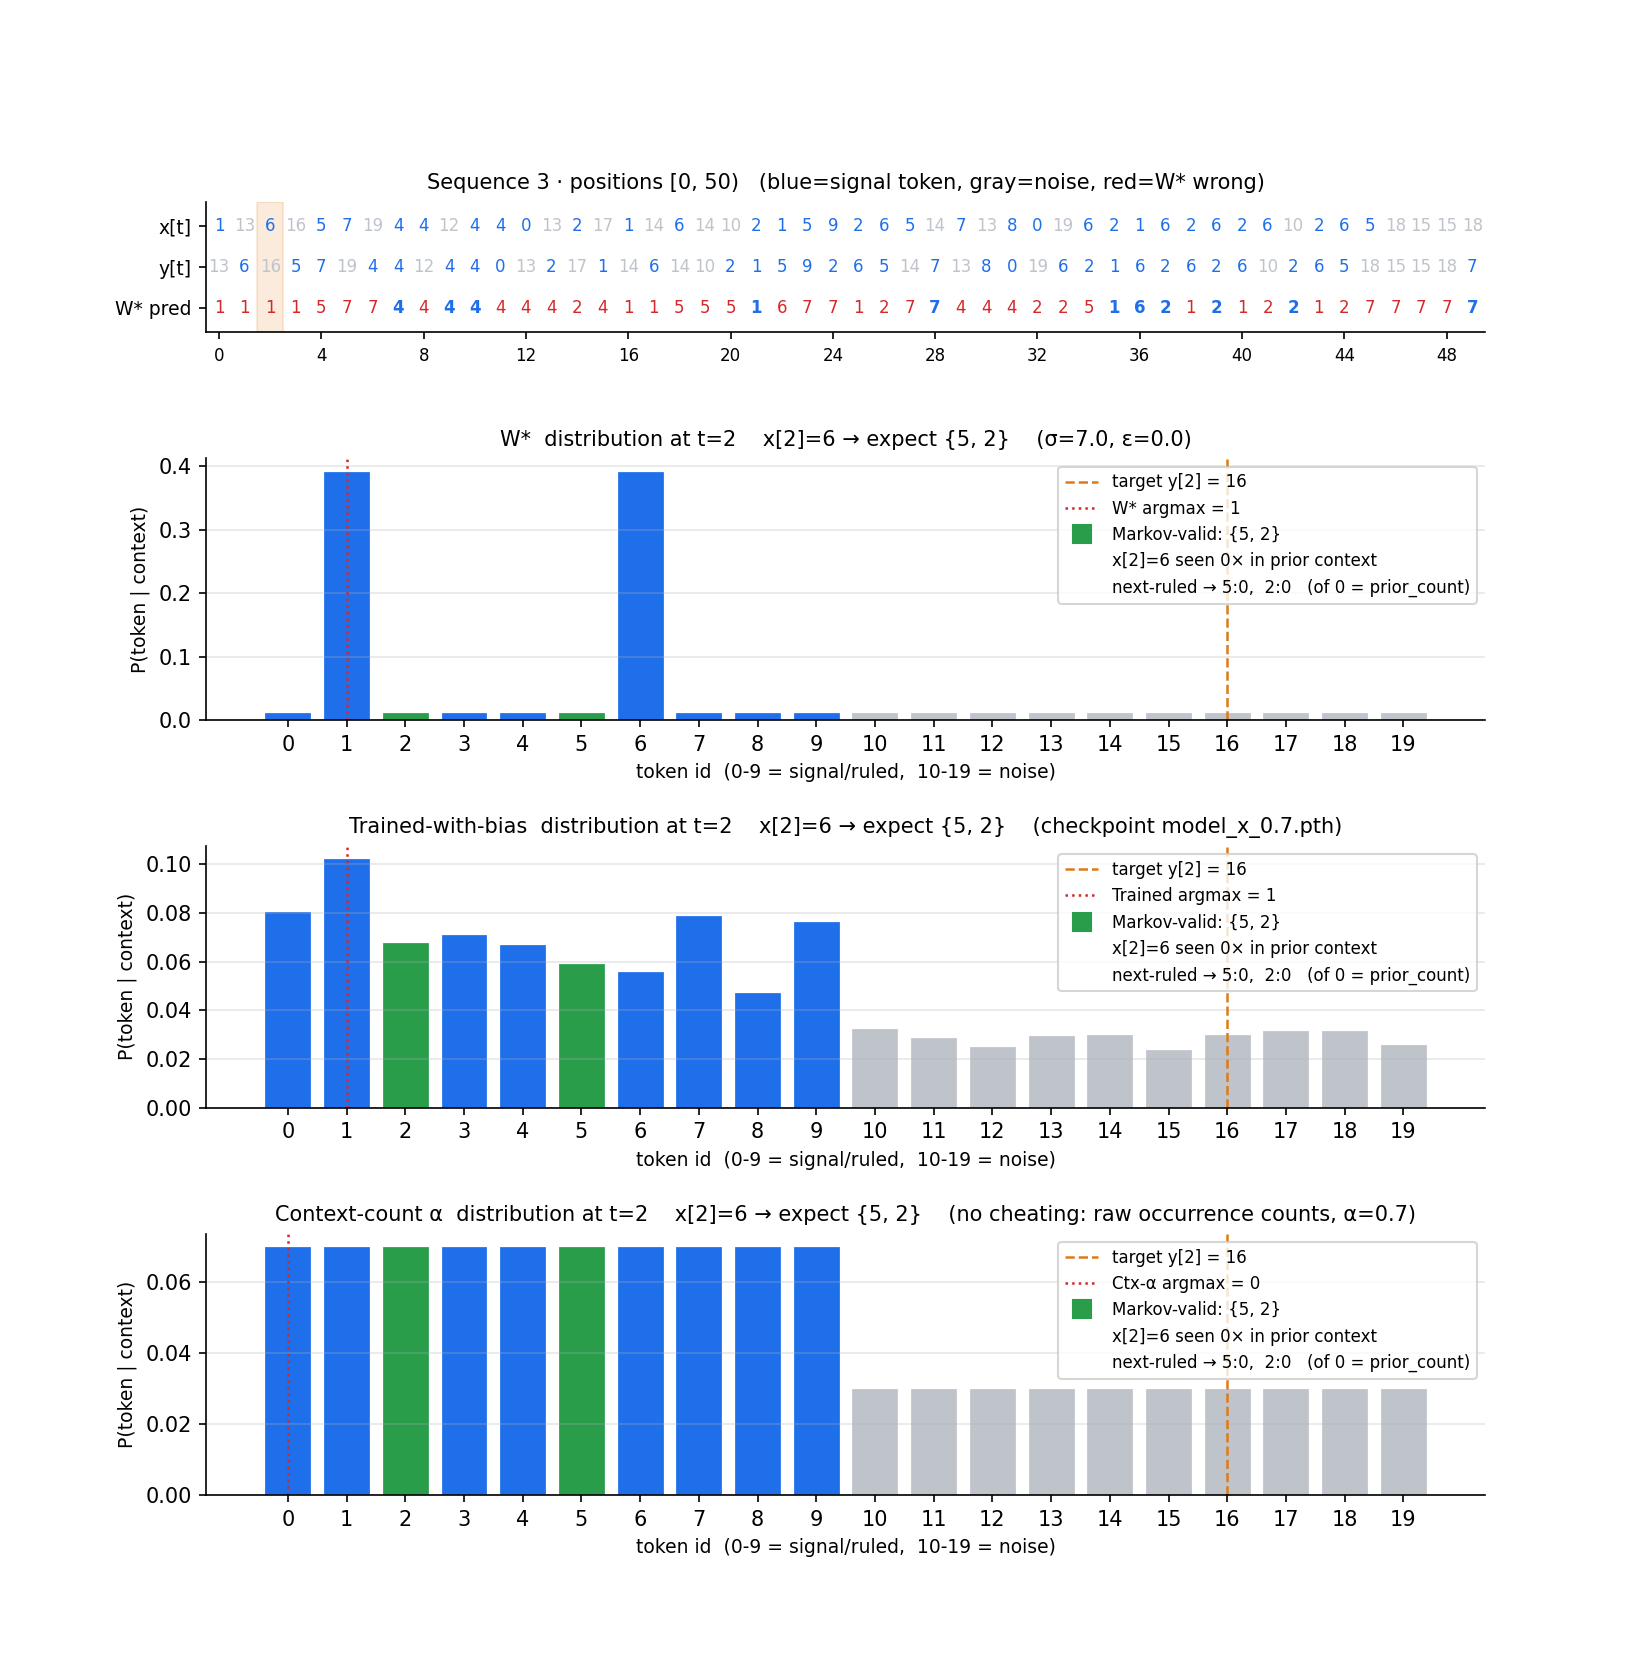 Sequence 3 · positions [0, 50)   (blue=signal token, gray=noise, red=W* wrong)
x[t] 1 13 6 16 5 7 19 4 4 12 4 4 0 13 2 17 1 14 6 14 10 2 1 5 9 2 6 5 14 7 13 8 0 19 6 2 1 6 2 6 2 6 10 2 6 5 18 15 15 18
y[t] 13 6 16 5 7 19 4 4 12 4 4 0 13 2 17 1 14 6 14 10 2 1 5 9 2 6 5 14 7 13 8 0 19 6 2 1 6 2 6 2 6 10 2 6 5 18 15 15 18 7
W* pred 1 1 1 1 5 7 7 4 4 4 4 4 4 4 2 4 1 1 5 5 5 1 6 7 7 1 2 7 7 4 4 4 2 2 5 1 6 2 1 2 1 2 2 1 2 7 7 7 7 7
0 4 8 12 16 20 24 28 32 36 40 44 48
W*  distribution at t=2    x[2]=6 → expect {5, 2}    (σ=7.0, ε=0.0)
P(token | context)
0.4
0.3
0.2
0.1
0.0
target y[2] = 16
W* argmax = 1
Markov-valid: {5, 2}
x[2]=6 seen 0× in prior context
next-ruled → 5:0,  2:0   (of 0 = prior_count)
0 1 2 3 4 5 6 7 8 9 10 11 12 13 14 15 16 17 18 19
token id  (0-9 = signal/ruled,  10-19 = noise)
Trained-with-bias  distribution at t=2    x[2]=6 → expect {5, 2}    (checkpoint model_x_0.7.pth)
P(token | context)
0.10
0.08
0.06
0.04
0.02
0.00
target y[2] = 16
Trained argmax = 1
Markov-valid: {5, 2}
x[2]=6 seen 0× in prior context
next-ruled → 5:0,  2:0   (of 0 = prior_count)
0 1 2 3 4 5 6 7 8 9 10 11 12 13 14 15 16 17 18 19
token id  (0-9 = signal/ruled,  10-19 = noise)
Context-count α  distribution at t=2    x[2]=6 → expect {5, 2}    (no cheating: raw occurrence counts, α=0.7)
P(token | context)
0.06
0.04
0.02
0.00
target y[2] = 16
Ctx-α argmax = 0
Markov-valid: {5, 2}
x[2]=6 seen 0× in prior context
next-ruled → 5:0,  2:0   (of 0 = prior_count)
0 1 2 3 4 5 6 7 8 9 10 11 12 13 14 15 16 17 18 19
token id  (0-9 = signal/ruled,  10-19 = noise)